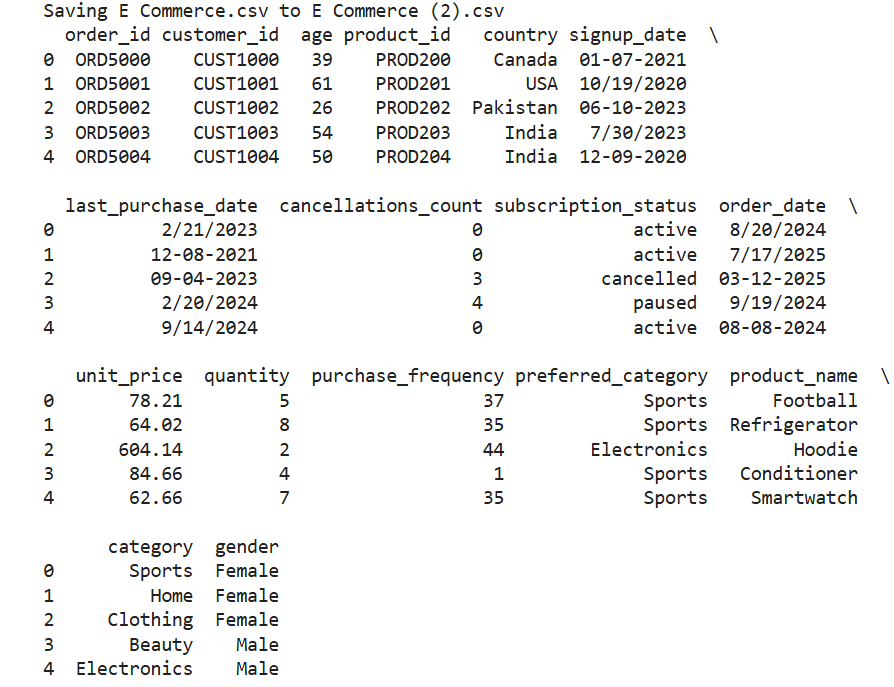 Saving E Commerce.csv to E Commerce (2).csv
order_id customer_id age product_id country signup_date \
0 ORD5000 CUST1000 39 PROD200 Canada 01-07-2021
1 ORD5001 CUST1001 61 PROD201 USA 10/19/2020
2 ORD5002 CUST1002 26 PROD202 Pakistan 06-10-2023
3 ORD5003 CUST1003 54 PROD203 India 7/30/2023
4 ORD5004 CUST1004 50 PROD204 India 12-09-2020
last_purchase_date cancellations_count subscription_status order_date \
0 2/21/2023 0 active 8/20/2024
1 12-08-2021 0 active 7/17/2025
2 09-04-2023 3 cancelled 03-12-2025
3 2/20/2024 4 paused 9/19/2024
4 9/14/2024 0 active 08-08-2024
unit_price quantity purchase_frequency preferred_category product_name \
0 78.21 5 37 Sports Football
1 64.02 8 35 Sports Refrigerator
2 604.14 2 44 Electronics Hoodie
3 84.66 4 1 Sports Conditioner
4 62.66 7 35 Sports Smartwatch
category gender
0 Sports Female
1 Home Female
2 Clothing Female
3 Beauty Male
4 Electronics Male